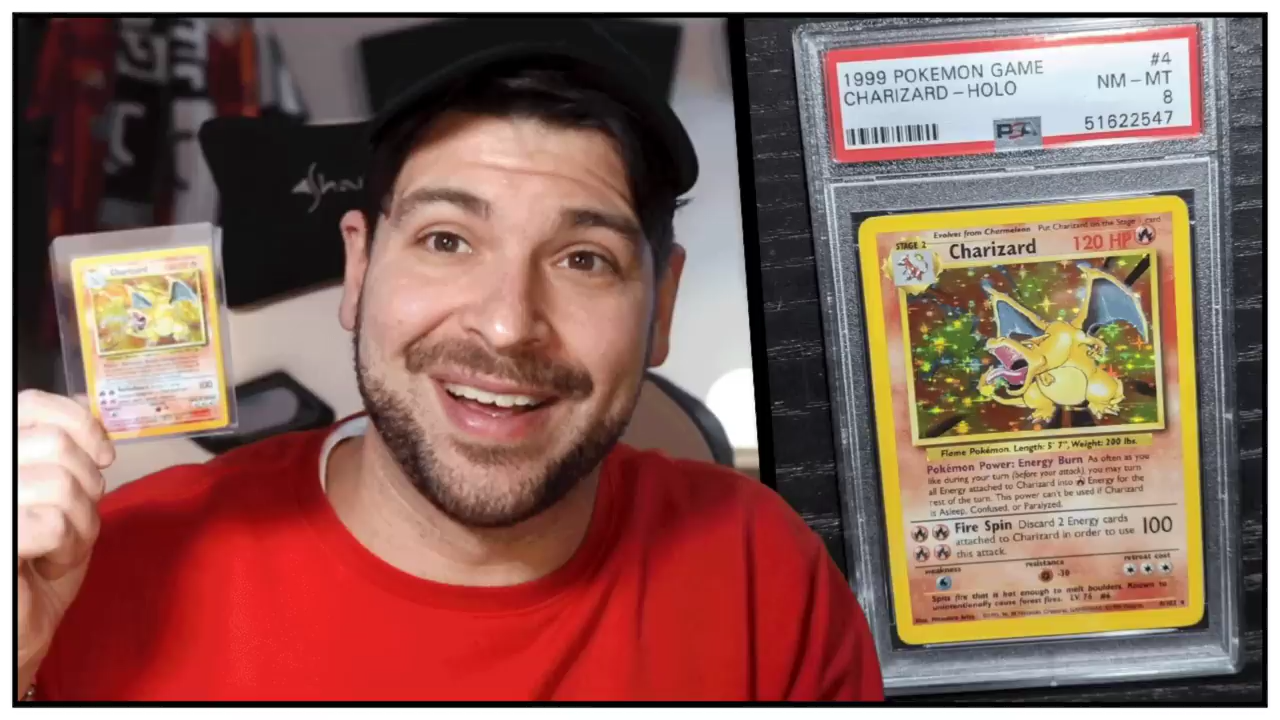 1999 POKEMON GAME
CHARIZARD – HOLO
#4
NM – MT
8
51622547
PSA
Evolves from Charmeleon Put Charizard on the Stage 1 card
STAGE 2
Charizard
120 HP
Flame Pokémon. Length: 5' 7", Weight: 200 lbs.
Pokémon Power: Energy Burn As often as you
like during your turn (before your attack), you may turn
all Energy attached to Charizard into Energy for the
rest of the turn. This power can't be used if Charizard
is Asleep, Confused, or Paralyzed.
Fire Spin Discard 2 Energy cards
attached to Charizard in order to use
this attack.
100
weakness
resistance
-30
retreat cost
Spits fire that is hot enough to melt boulders. Known to
unintentionally cause forest fires. LV. 76 #6
Charizard
100